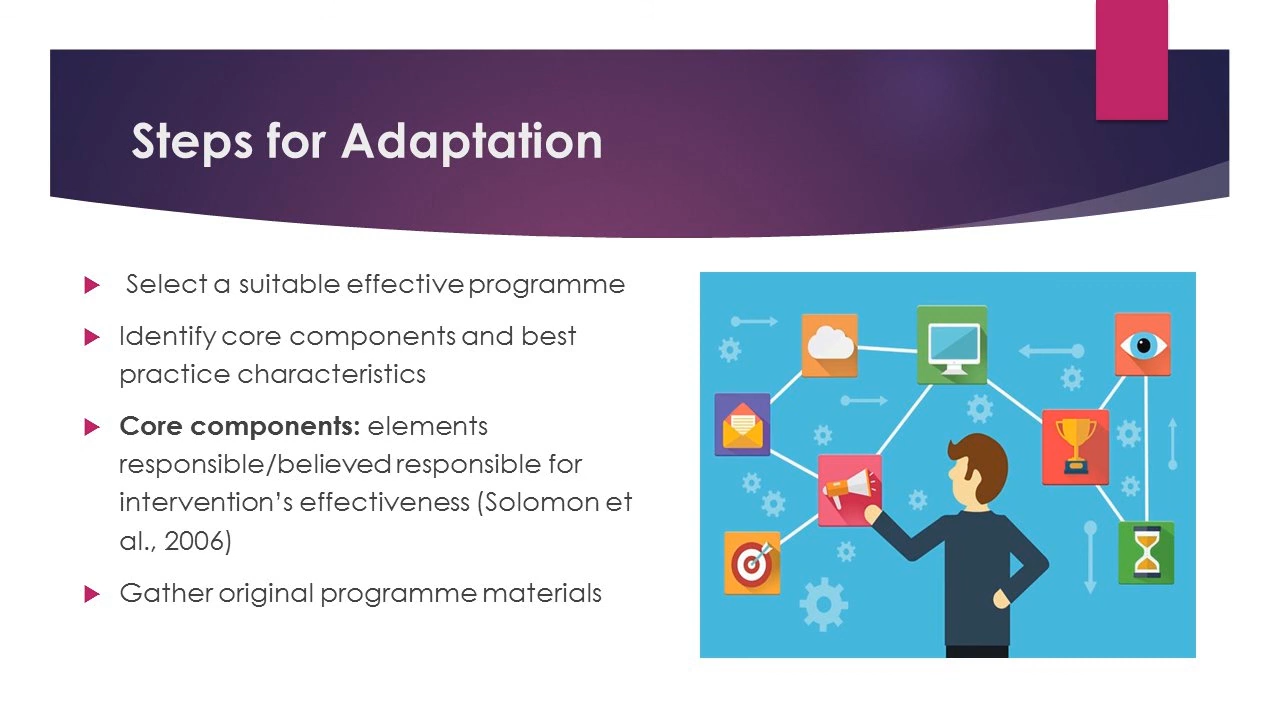 Steps for Adaptation
Select a suitable effective programme
Identify core components and best
practice characteristics
Core components: elements
responsible/believed responsible for
intervention's effectiveness (Solomon et
al., 2006)
Gather original programme materials